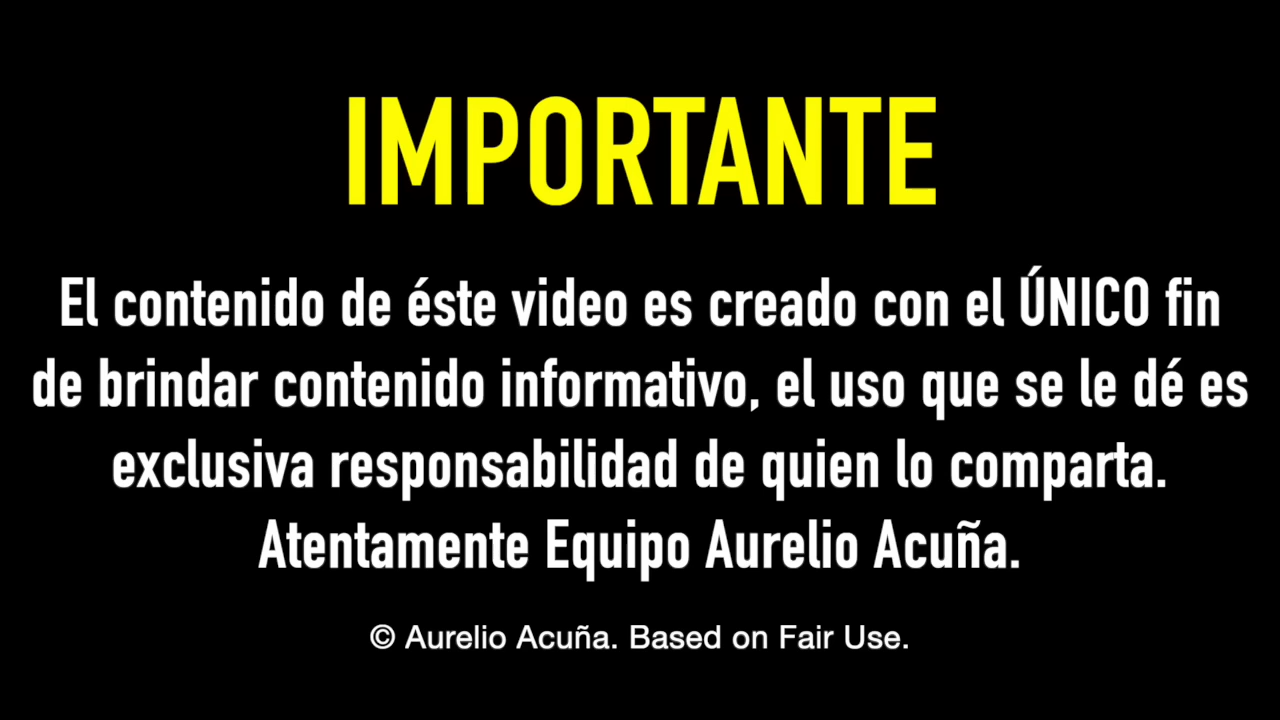 IMPORTANTE
El contenido de éste video es creado con el ÚNICO fin
de brindar contenido informativo, el uso que se le dé es
exclusiva responsabilidad de quien lo comparta.
Atentamente Equipo Aurelio Acuña.
© Aurelio Acuña. Based on Fair Use.